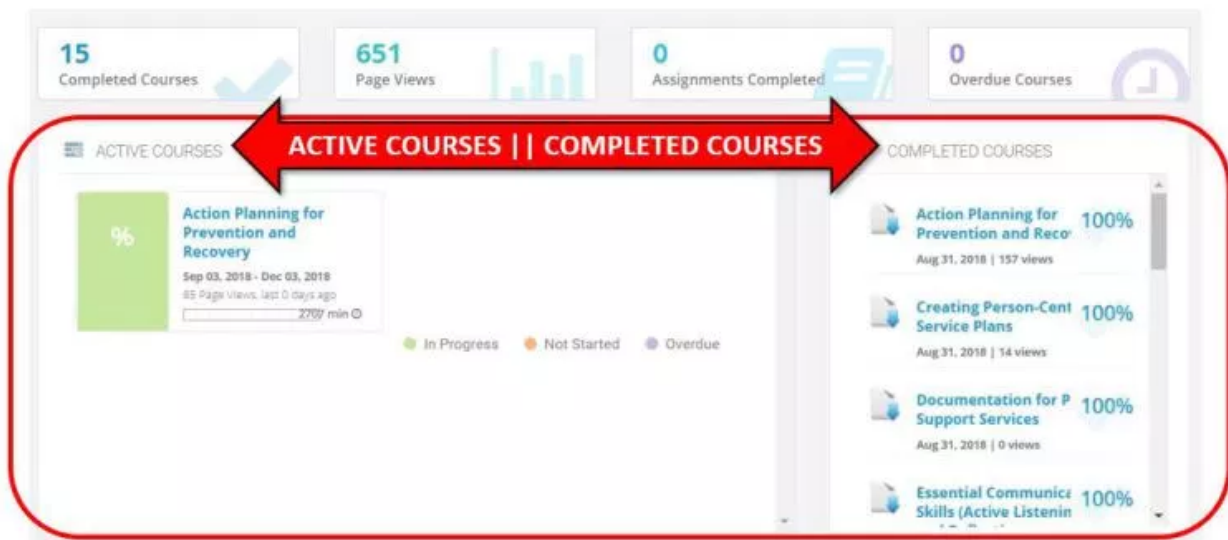 15
Completed Courses
651
Page Views
0
Assignments Completed
0
Overdue Courses
ACTIVE COURSES
ACTIVE COURSES || COMPLETED COURSES
COMPLETED COURSES
%
Action Planning for
Prevention and
Recovery
Sep 03, 2018 - Dec 03, 2018
65 Page Views, last 0 days ago
2707 min
In Progress
Not Started
Overdue
Action Planning for
Prevention and Reco
100%
Aug 31, 2018 | 157 views
Creating Person-Cent
Service Plans
100%
Aug 31, 2018 | 14 views
Documentation for P
Support Services
100%
Aug 31, 2018 | 0 views
Essential Communica
Skills (Active Listenin
100%